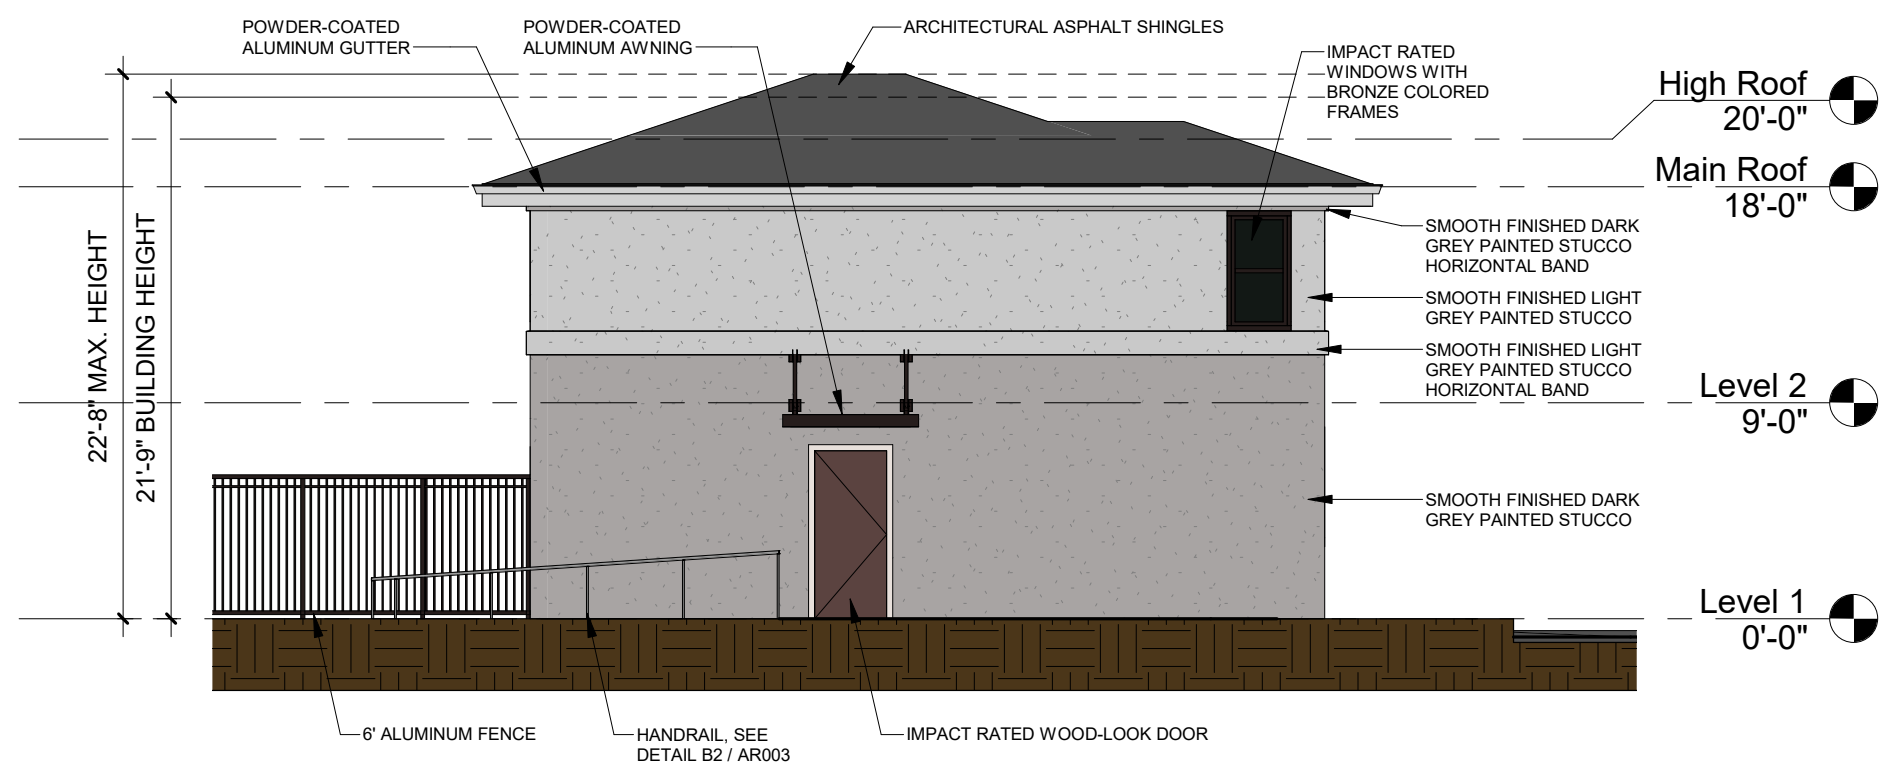 POWDER-COATED
ALUMINUM GUTTER
POWDER-COATED
ALUMINUM AWNING
ARCHITECTURAL ASPHALT SHINGLES
IMPACT RATED
WINDOWS WITH
BRONZE COLORED
FRAMES
High Roof
20'-0"
Main Roof
18'-0"
SMOOTH FINISHED DARK
GREY PAINTED STUCCO
HORIZONTAL BAND
SMOOTH FINISHED LIGHT
GREY PAINTED STUCCO
SMOOTH FINISHED LIGHT
GREY PAINTED STUCCO
HORIZONTAL BAND
Level 2
9'-0"
SMOOTH FINISHED DARK
GREY PAINTED STUCCO
Level 1
0'-0"
22'-8" MAX. HEIGHT
21'-9" BUILDING HEIGHT
6' ALUMINUM FENCE
HANDRAIL, SEE
DETAIL B2 / AR003
IMPACT RATED WOOD-LOOK DOOR